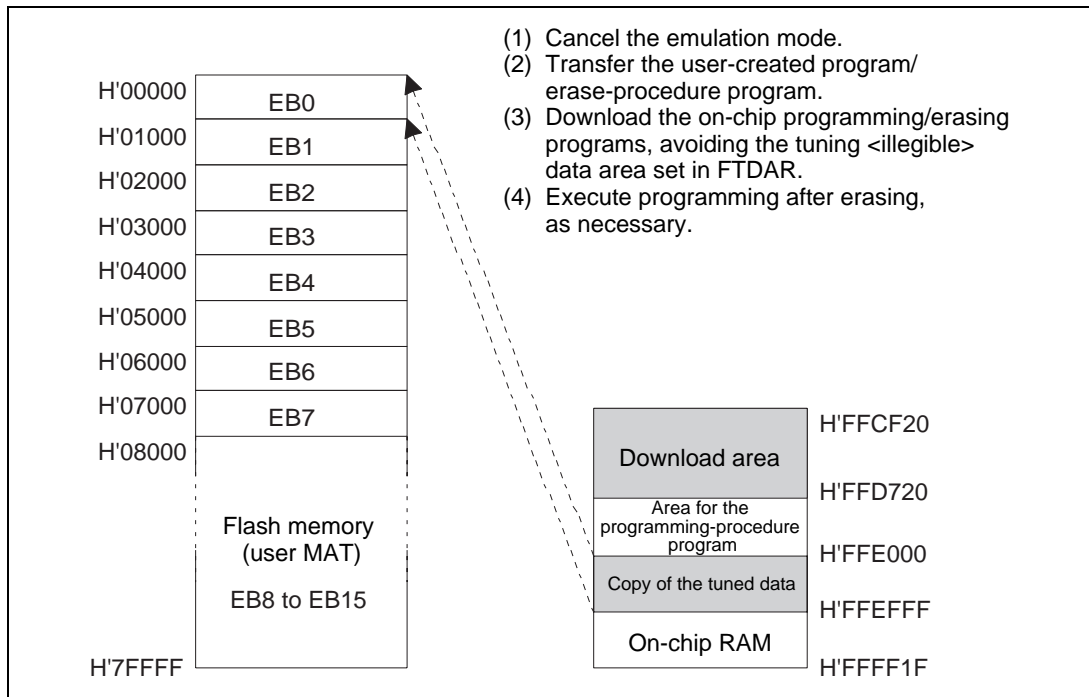 (1) Cancel the emulation mode.
(2) Transfer the user-created program/
erase-procedure program.
(3) Download the on-chip programming/erasing
programs, avoiding the tuning <illegible>
data area set in FTDAR.
(4) Execute programming after erasing,
as necessary.
H'00000
EB0
H'01000
EB1
H'02000
EB2
H'03000
EB3
H'04000
EB4
H'05000
EB5
H'06000
EB6
H'07000
EB7
H'08000
Flash memory
(user MAT)
EB8 to EB15
H'7FFFF
H'FFCF20
Download area
H'FFD720
Area for the
programming-procedure
program
H'FFE000
Copy of the tuned data
H'FFEFFF
On-chip RAM
H'FFFF1F